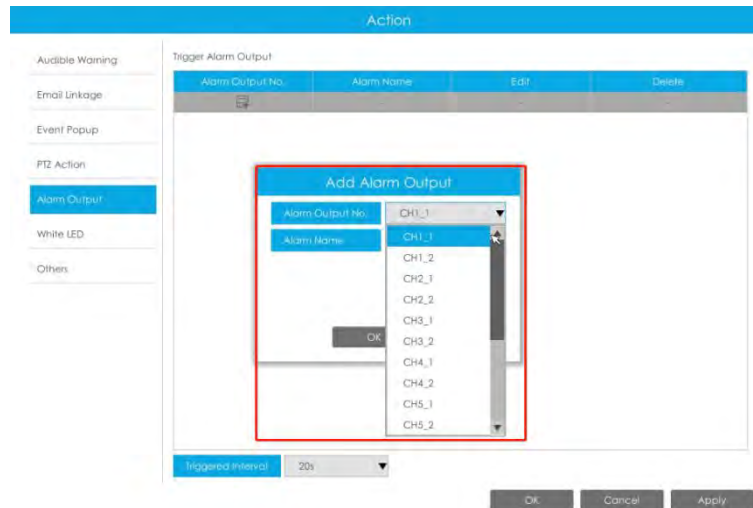 Action
Audible Warning
Email Linkage
Event Popup
PTZ Action
Alarm Output
White LED
Others
Trigger Alarm Output
Alarm Output No. Alarm Name Edit Delete
- - -
Add Alarm Output
Alarm Output No. CH1_1
Alarm Name
CH1_1
CH1_2
CH2_1
CH2_2
CH3_1
CH3_2
CH4_1
CH4_2
CH5_1
CH5_2
OK
Triggered Interval 20s
OK Cancel Apply